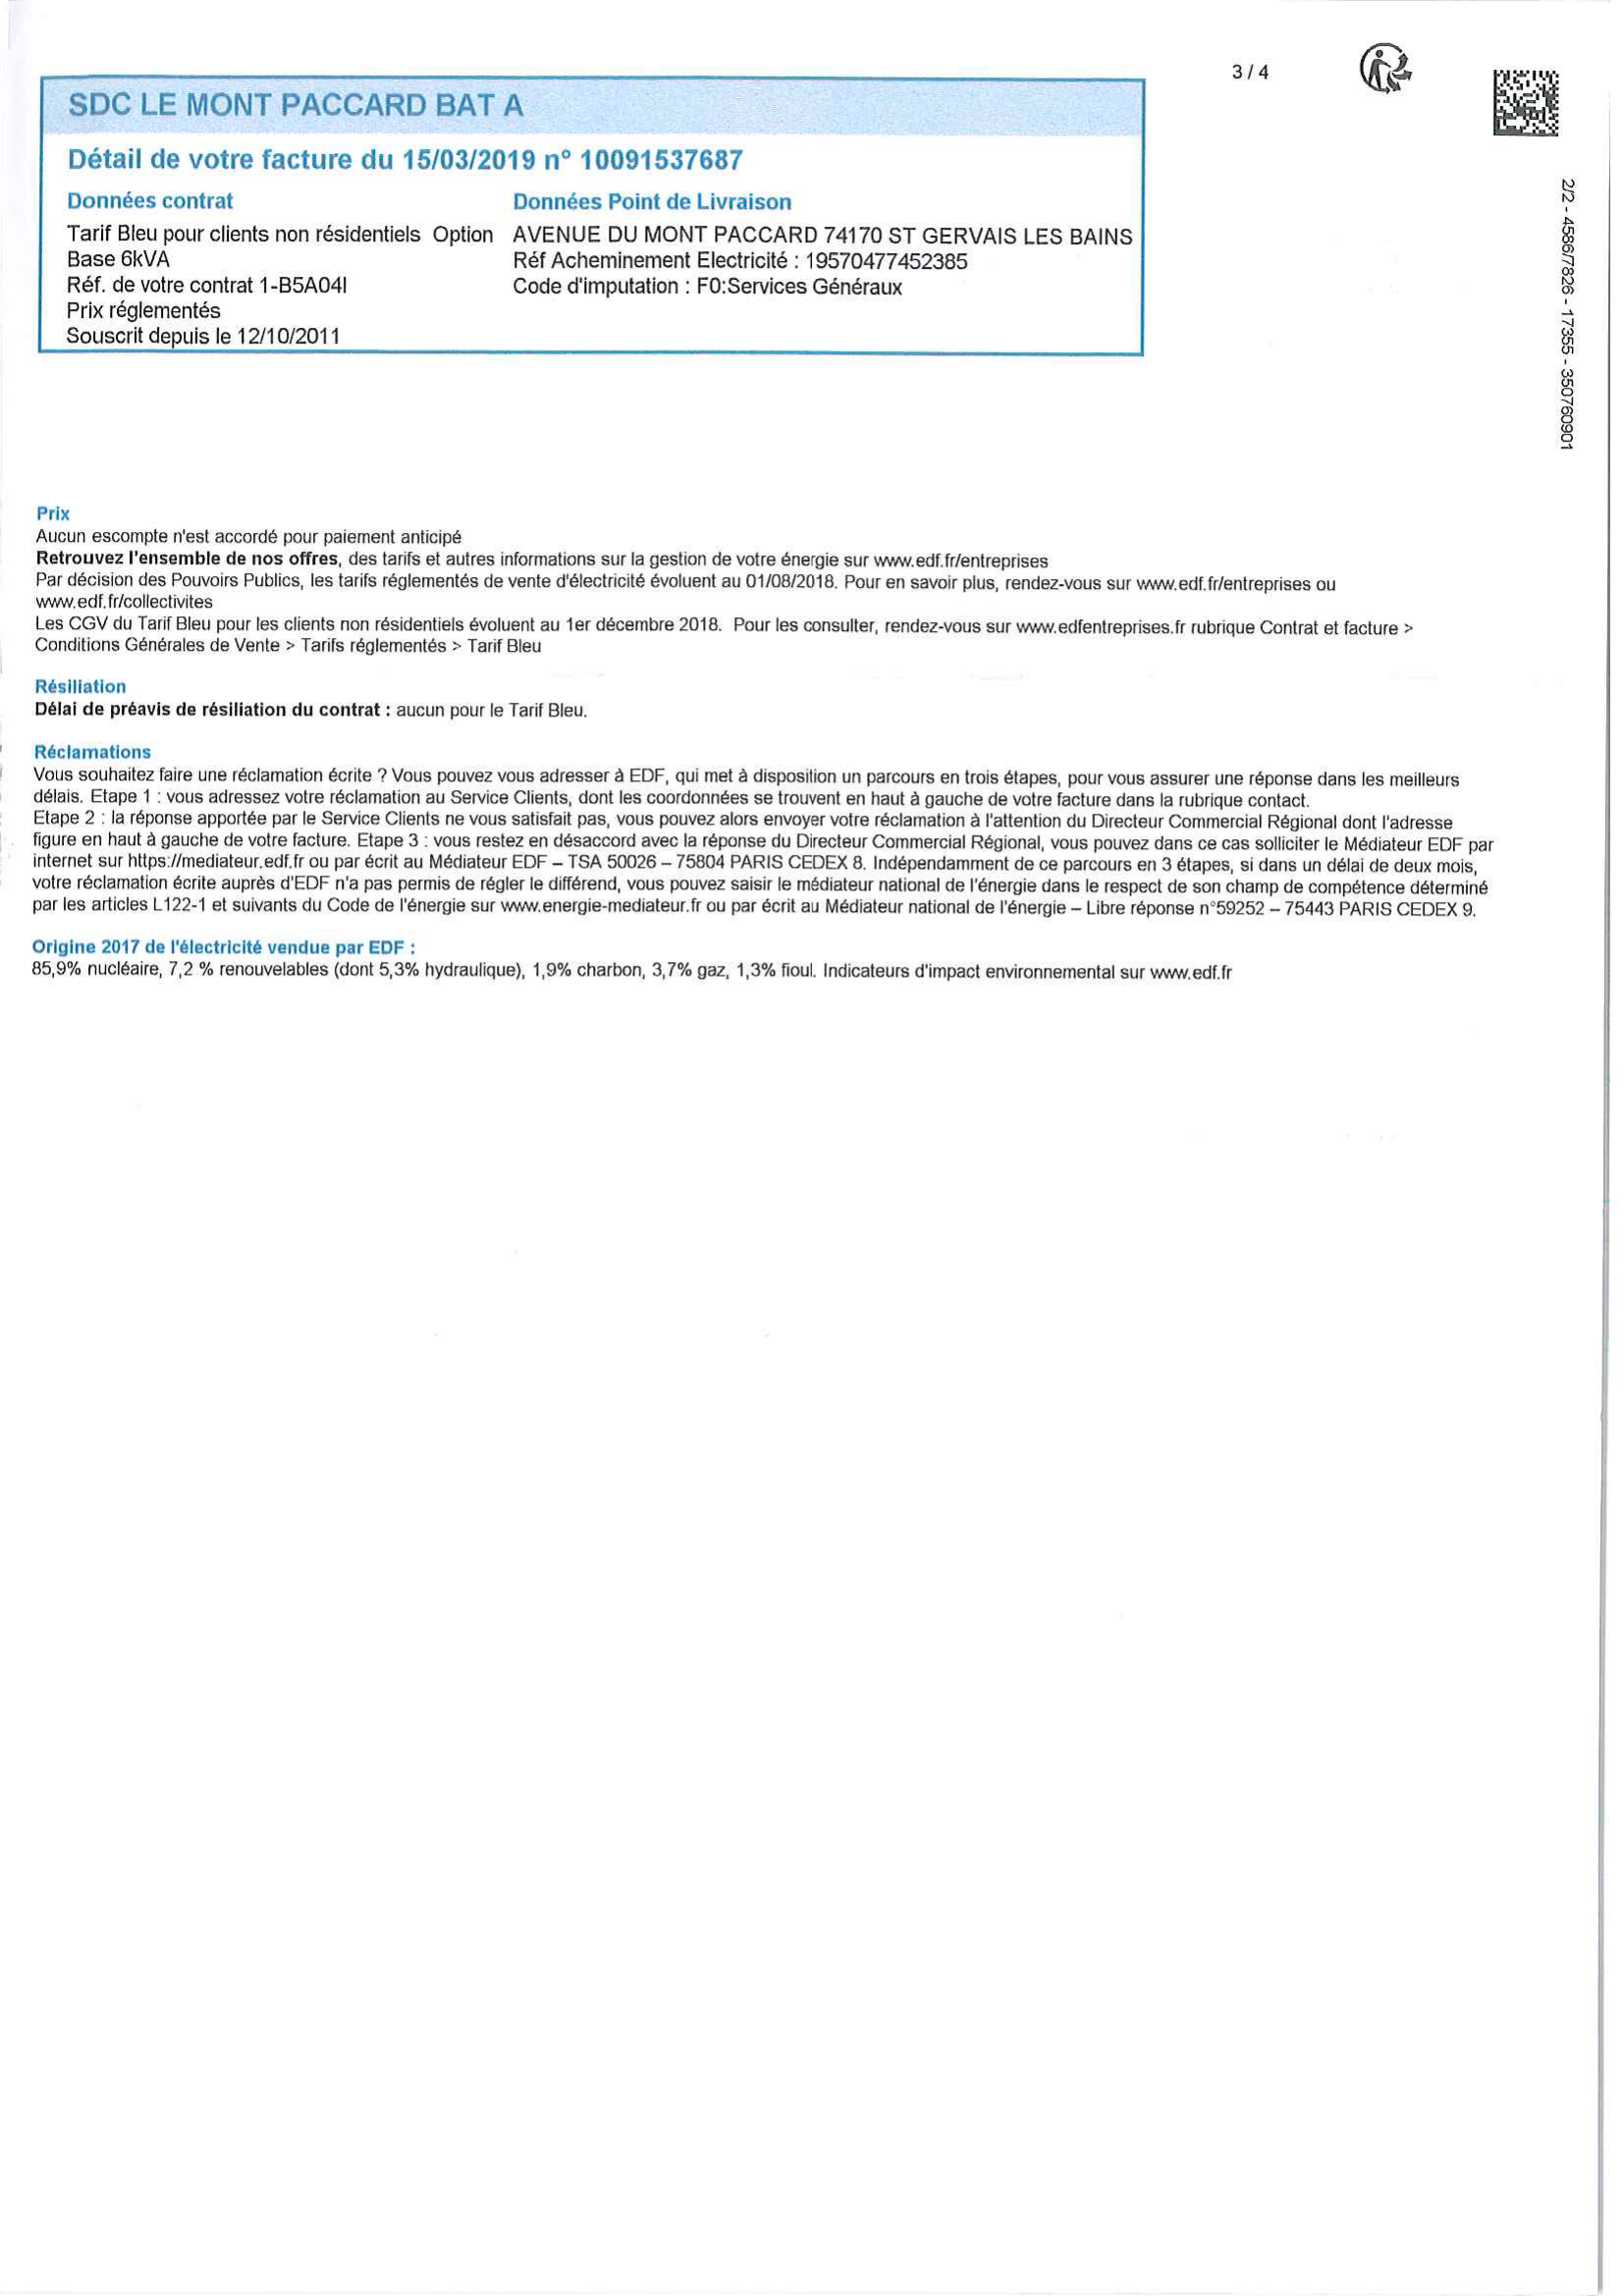 3 / 4
SDC LE MONT PACCARD BAT A
Détail de votre facture du 15/03/2019 n° 10091537687
Données contrat
Tarif Bleu pour clients non résidentiels Option
Base 6kVA
Réf. de votre contrat 1-B5A04I
Prix réglementés
Souscrit depuis le 12/10/2011
Données Point de Livraison
AVENUE DU MONT PACCARD 74170 ST GERVAIS LES BAINS
Réf Acheminement Electricité : 19570477452385
Code d'imputation : F0:Services Généraux
2/2 - 4586/7826 - 17355 - 350760901
Prix
Aucun escompte n'est accordé pour paiement anticipé
Retrouvez l'ensemble de nos offres, des tarifs et autres informations sur la gestion de votre énergie sur www.edf.fr/entreprises
Par décision des Pouvoirs Publics, les tarifs réglementés de vente d'électricité évoluent au 01/08/2018. Pour en savoir plus, rendez-vous sur www.edf.fr/entreprises ou
www.edf.fr/collectivites
Les CGV du Tarif Bleu pour les clients non résidentiels évoluent au 1er décembre 2018. Pour les consulter, rendez-vous sur www.edfentreprises.fr rubrique Contrat et facture >
Conditions Générales de Vente > Tarifs réglementés > Tarif Bleu
Résiliation
Délai de préavis de résiliation du contrat : aucun pour le Tarif Bleu.
Réclamations
Vous souhaitez faire une réclamation écrite ? Vous pouvez vous adresser à EDF, qui met à disposition un parcours en trois étapes, pour vous assurer une réponse dans les meilleurs
délais. Etape 1 : vous adressez votre réclamation au Service Clients, dont les coordonnées se trouvent en haut à gauche de votre facture dans la rubrique contact.
Etape 2 : la réponse apportée par le Service Clients ne vous satisfait pas, vous pouvez alors envoyer votre réclamation à l'attention du Directeur Commercial Régional dont l'adresse
figure en haut à gauche de votre facture. Etape 3 : vous restez en désaccord avec la réponse du Directeur Commercial Régional, vous pouvez dans ce cas solliciter le Médiateur EDF par
internet sur https://mediateur.edf.fr ou par écrit au Médiateur EDF – TSA 50026 – 75804 PARIS CEDEX 8. Indépendamment de ce parcours en 3 étapes, si dans un délai de deux mois,
votre réclamation écrite auprès d'EDF n'a pas permis de régler le différend, vous pouvez saisir le médiateur national de l'énergie dans le respect de son champ de compétence déterminé
par les articles L122-1 et suivants du Code de l'énergie sur www.energie-mediateur.fr ou par écrit au Médiateur national de l'énergie – Libre réponse n°59252 – 75443 PARIS CEDEX 9.
Origine 2017 de l'électricité vendue par EDF :
85,9% nucléaire, 7,2 % renouvelables (dont 5,3% hydraulique), 1,9% charbon, 3,7% gaz, 1,3% fioul. Indicateurs d'impact environnemental sur www.edf.fr